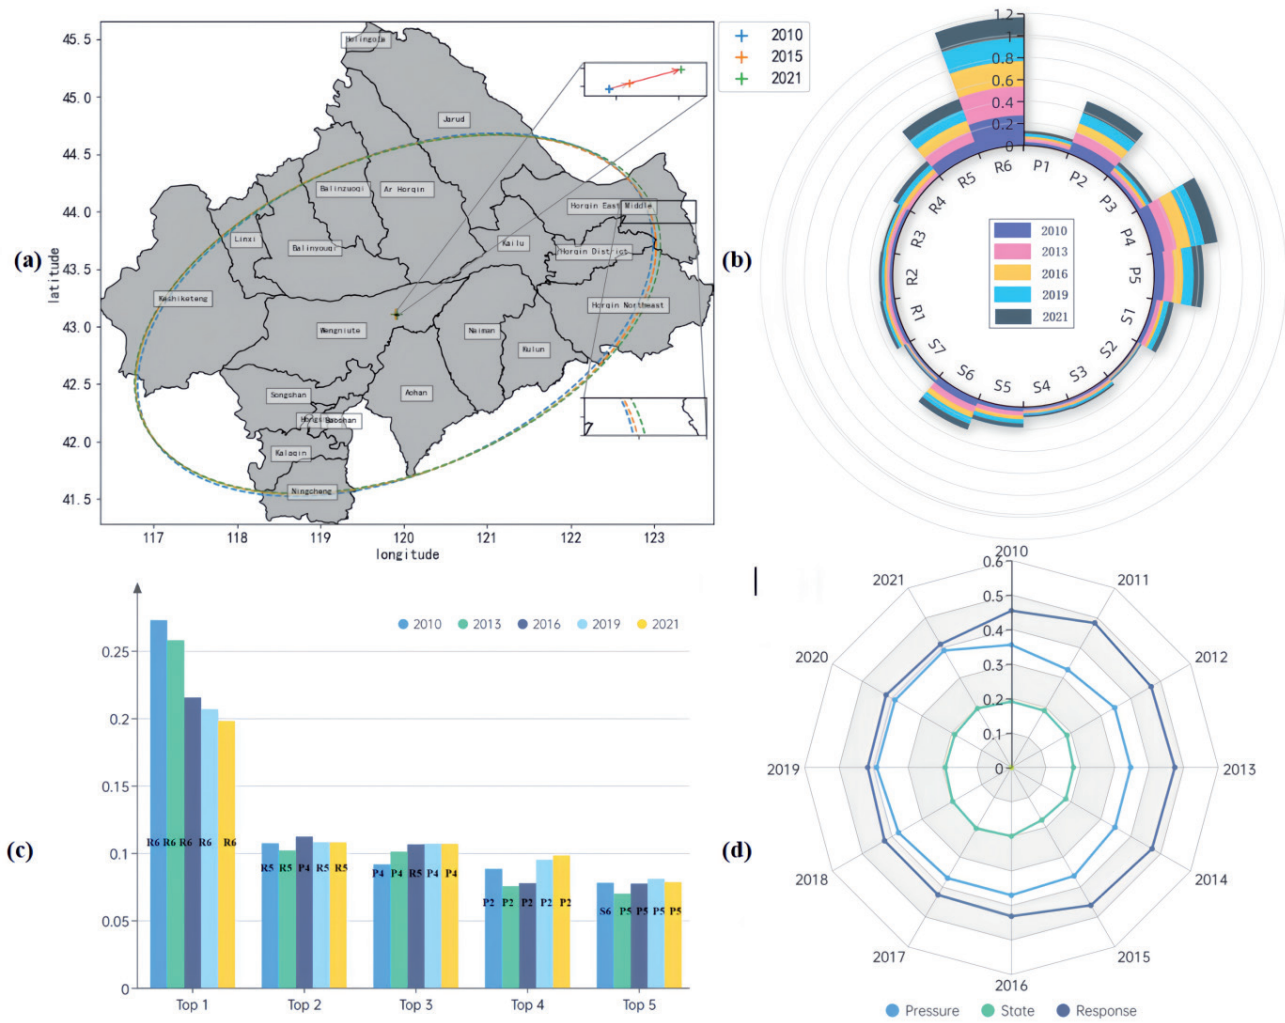 (a)
latitude
45.5
45.0
44.5
44.0
43.5
43.0
42.5
42.0
41.5
117
118
119
120
121
122
123
longitude
2010
2015
2021
Jarud
Balinzuoqi
Ar Horqin
Horqin East
Middle
Linxi
Balinyouqi
Kailu
Horqin District
Keshiketeng
Horqin Northeast
Wengniute
Naiman
Kulun
Songshan
Aohan
Kalaqin
Ningcheng
(b)
1.2
1
0.8
0.6
0.4
0.2
0
P1
P2
P3
P4
P5
LS
S2
S3
S4
S5
S6
S7
R1
R2
R3
R4
R5
R6
2010
2013
2016
2019
2021
(c)
2010 2013 2016 2019 2021
0.25
0.2
0.15
0.1
0.05
0
R6 R6 R6 R6 R6
R5 R5 P4 R5 R5
P4 P4 R5 P4 P4
P2 P2 P2 P2 P2
S6 P5 P5 P5 P5
Top 1 Top 2 Top 3 Top 4 Top 5
(d)
0.6
0.5
0.4
0.3
0.2
0.1
0
2010
2011
2012
2013
2014
2015
2016
2017
2018
2019
2020
2021
Pressure State Response